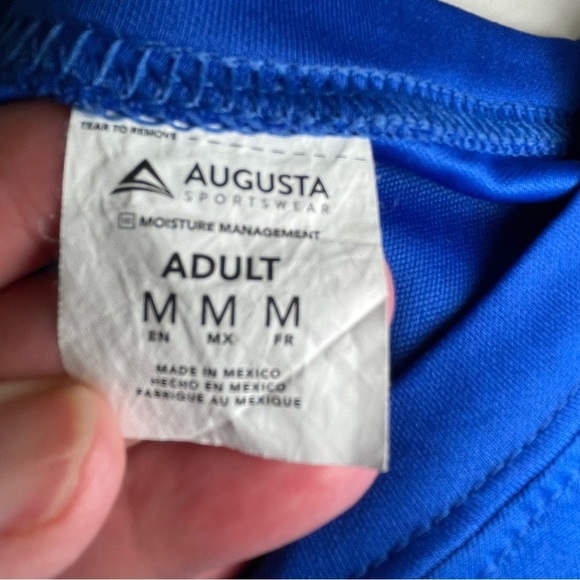 TEAR TO REMOVE
AUGUSTA
SPORTSWEAR
MOISTURE MANAGEMENT
ADULT
M M M
EN MX FR
MADE IN MEXICO
HECHO EN MEXICO
FABRIQUÉ AU MEXIQUE